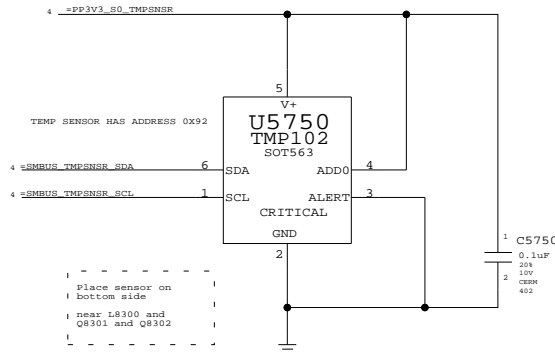 4 =PP3V3_S0_TMPSNSR
5
V+
TEMP SENSOR HAS ADDRESS 0X92
U5750
TMP102
SOT563
4 =SMBUS_TMPSNSR_SDA 6 SDA ADD0 4
4 =SMBUS_TMPSNSR_SCL 1 SCL ALERT 3
CRITICAL
GND
2
1 C5750
0.1uF
20%
10V
2 CERM
402
Place sensor on
bottom side
near L8300 and
Q8301 and Q8302